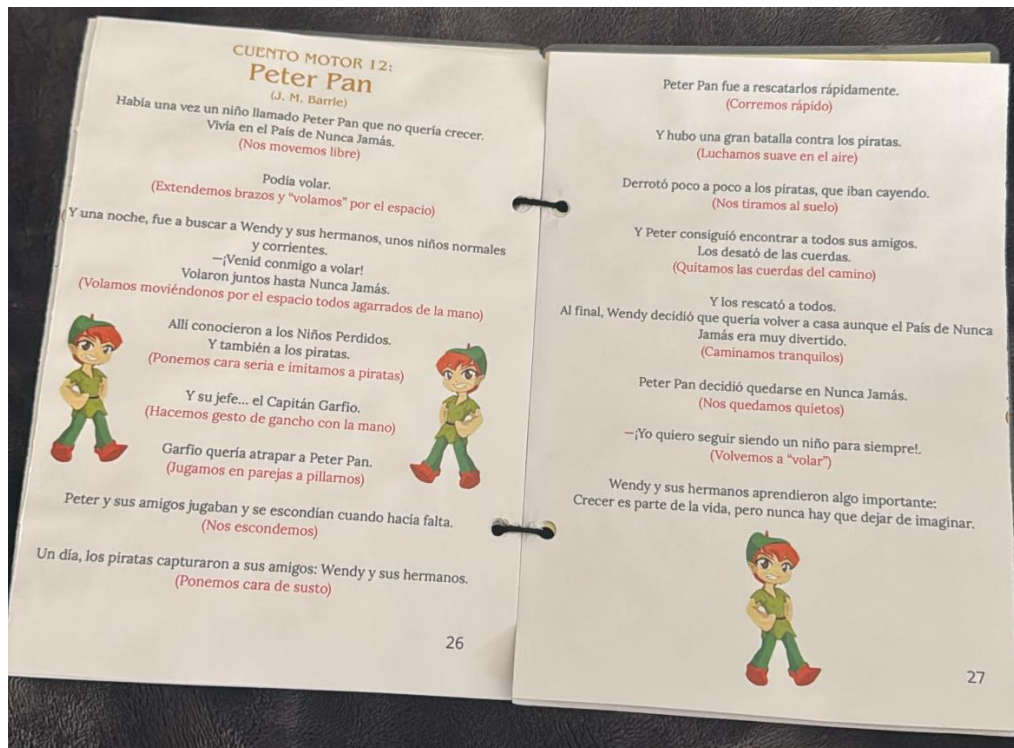 CUENTO MOTOR 12:
Peter Pan
(J. M. Barrie)
Había una vez un niño llamado Peter Pan que no quería crecer.
Vivía en el País de Nunca Jamás.
(Nos movemos libre)
Podía volar.
(Extendemos brazos y “volamos” por el espacio)
Y una noche, fue a buscar a Wendy y sus hermanos, unos niños normales
y corrientes.
—¡Venid conmigo a volar!
Volaron juntos hasta Nunca Jamás.
(Volamos moviéndonos por el espacio todos agarrados de la mano)
Allí conocieron a los Niños Perdidos.
Y también a los piratas.
(Ponemos cara seria e imitamos a piratas)
Y su jefe... el Capitán Garfio.
(Hacemos gesto de gancho con la mano)
Garfio quería atrapar a Peter Pan.
(Jugamos en parejas a pillarnos)
Peter y sus amigos jugaban y se escondían cuando hacía falta.
(Nos escondemos)
Un día, los piratas capturaron a sus amigos: Wendy y sus hermanos.
(Ponemos cara de susto)
26
Peter Pan fue a rescatarlos rápidamente.
(Corremos rápido)
Y hubo una gran batalla contra los piratas.
(Luchamos suave en el aire)
Derrotó poco a poco a los piratas, que iban cayendo.
(Nos tiramos al suelo)
Y Peter consiguió encontrar a todos sus amigos.
Los desató de las cuerdas.
(Quitamos las cuerdas del camino)
Y los rescató a todos.
Al final, Wendy decidió que quería volver a casa aunque el País de Nunca
Jamás era muy divertido.
(Caminamos tranquilos)
Peter Pan decidió quedarse en Nunca Jamás.
(Nos quedamos quietos)
—¡Yo quiero seguir siendo un niño para siempre!.
(Volvemos a “volar”)
Wendy y sus hermanos aprendieron algo importante:
Crecer es parte de la vida, pero nunca hay que dejar de imaginar.
27